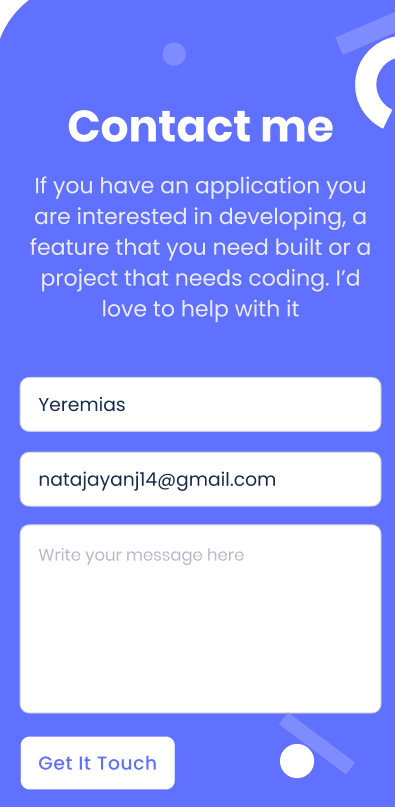 Contact me
If you have an application you
are interested in developing, a
feature that you need built or a
project that needs coding. I’d
love to help with it
Yeremias
natajayanj14@gmail.com
Write your message here
Get It Touch